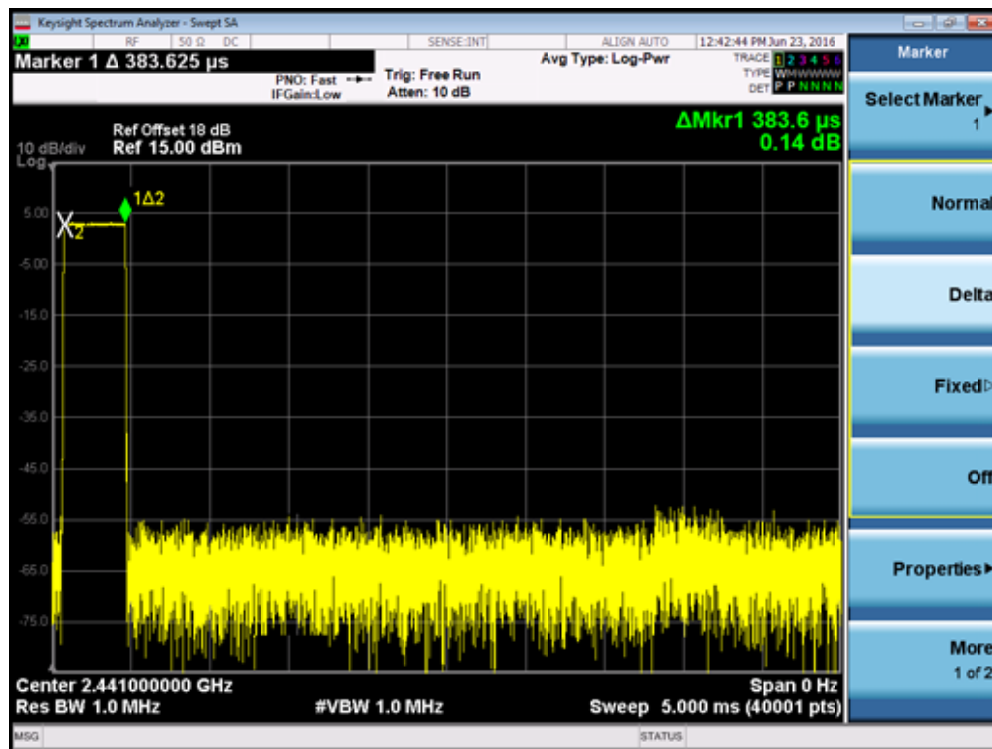 Keysight Spectrum Analyzer - Swept SA
RF 50 Ω DC SENSE:INT ALIGN AUTO 12:42:44 PM Jun 23, 2016
Marker 1 Δ 383.625 µs
PNO: Fast
IFGain:Low
Trig: Free Run
Atten: 10 dB
Avg Type: Log-Pwr
TRACE 1 2 3 4 5 6
TYPE WMWWWWW
DET P P N N N N
ΔMkr1 383.6 µs
0.14 dB
Ref Offset 18 dB
10 dB/div Ref 15.00 dBm
Log
1Δ2
2
5.00
-5.00
-15.0
-25.0
-35.0
-45.0
-55.0
-65.0
-75.0
Center 2.441000000 GHz Span 0 Hz
Res BW 1.0 MHz #VBW 1.0 MHz Sweep 5.000 ms (40001 pts)
MSG STATUS
Marker
Select Marker
1
Normal
Delta
Fixed
Off
Properties
More
1 of 2